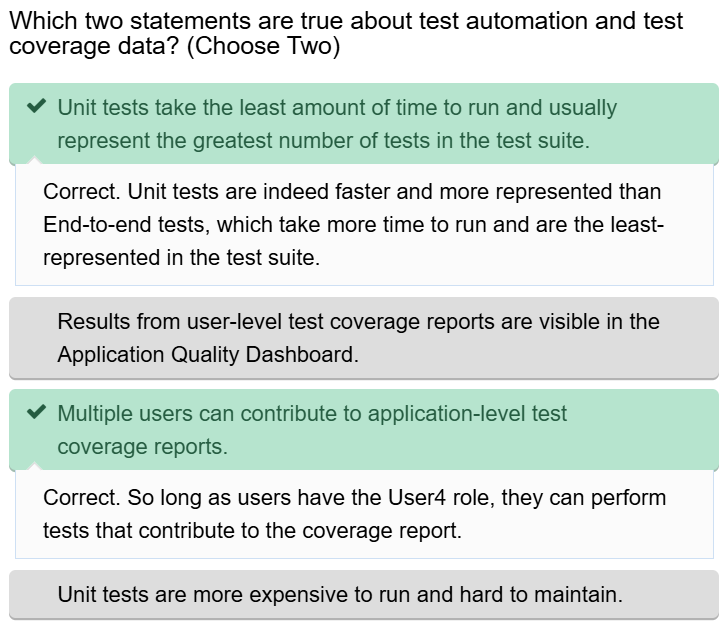 Which two statements are true about test automation and test
coverage data? (Choose Two)
Unit tests take the least amount of time to run and usually
represent the greatest number of tests in the test suite.
Correct. Unit tests are indeed faster and more represented than
End-to-end tests, which take more time to run and are the least-
represented in the test suite.
Results from user-level test coverage reports are visible in the
Application Quality Dashboard.
Multiple users can contribute to application-level test
coverage reports.
Correct. So long as users have the User4 role, they can perform
tests that contribute to the coverage report.
Unit tests are more expensive to run and hard to maintain.